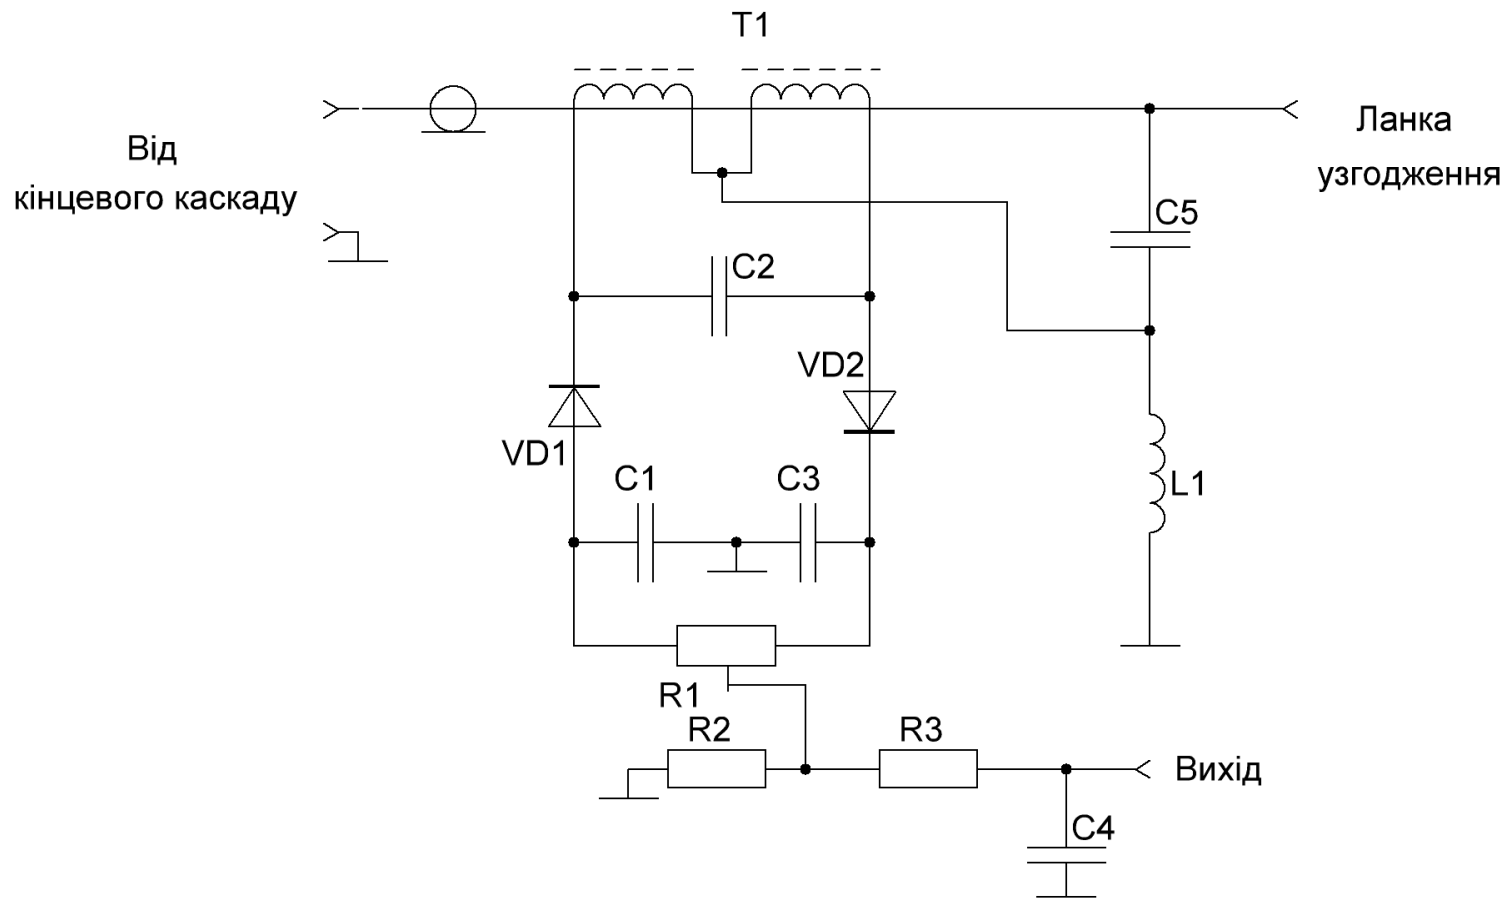 T1
Від
кінцевого каскаду
Ланка
узгодження
C5
C2
VD2
VD1
C1
C3
L1
R1
R2
R3
Вихід
C4